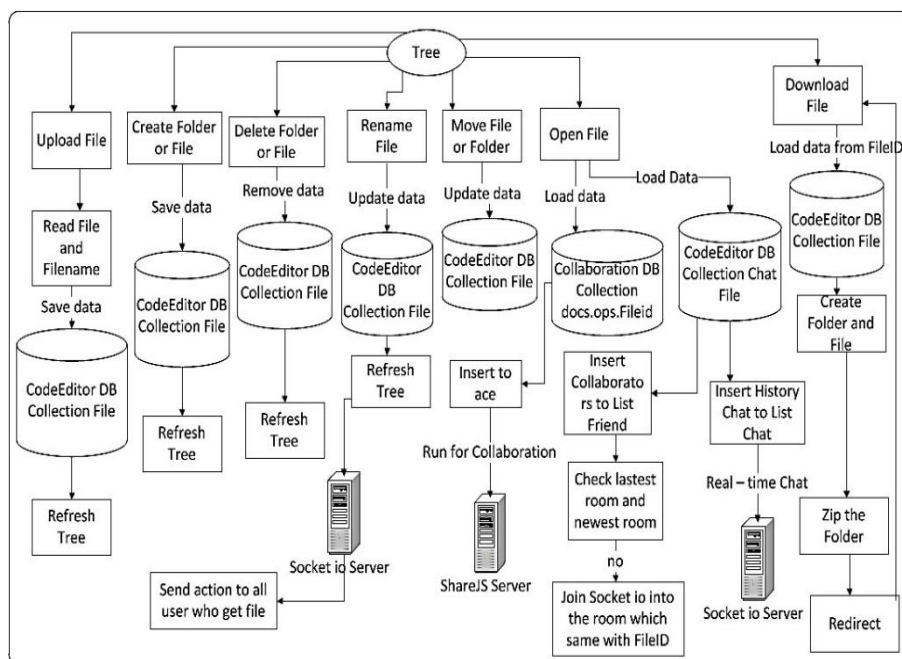 Tree
Upload File
Create Folder
or File
Delete Folder
or File
Rename
File
Move File
or Folder
Open File
Download
File
Read File
and
Filename
Save data
Remove data
Update data
Update data
Load data
Load Data
Load data from FileID
Save data
CodeEditor DB
Collection File
CodeEditor DB
Collection File
CodeEditor DB
Collection File
CodeEditor
DB
Collection File
CodeEditor DB
Collection File
Collaboration DB
Collection
docs.ops.Fileid
CodeEditor DB
Collection Chat
File
CodeEditor DB
Collection File
Refresh
Tree
Refresh
Tree
Refresh
Tree
Refresh
Tree
Insert to
ace
Insert
Collaborato
rs to List
Friend
Insert History
Chat to List
Chat
Create
Folder and
File
Socket io Server
Send action to all
user who get file
Run for Collaboration
ShareJS Server
Check lastest
room and
newest room
no
Join Socket io into
the room which
same with FileID
Real – time Chat
Socket io Server
Zip the
Folder
Redirect